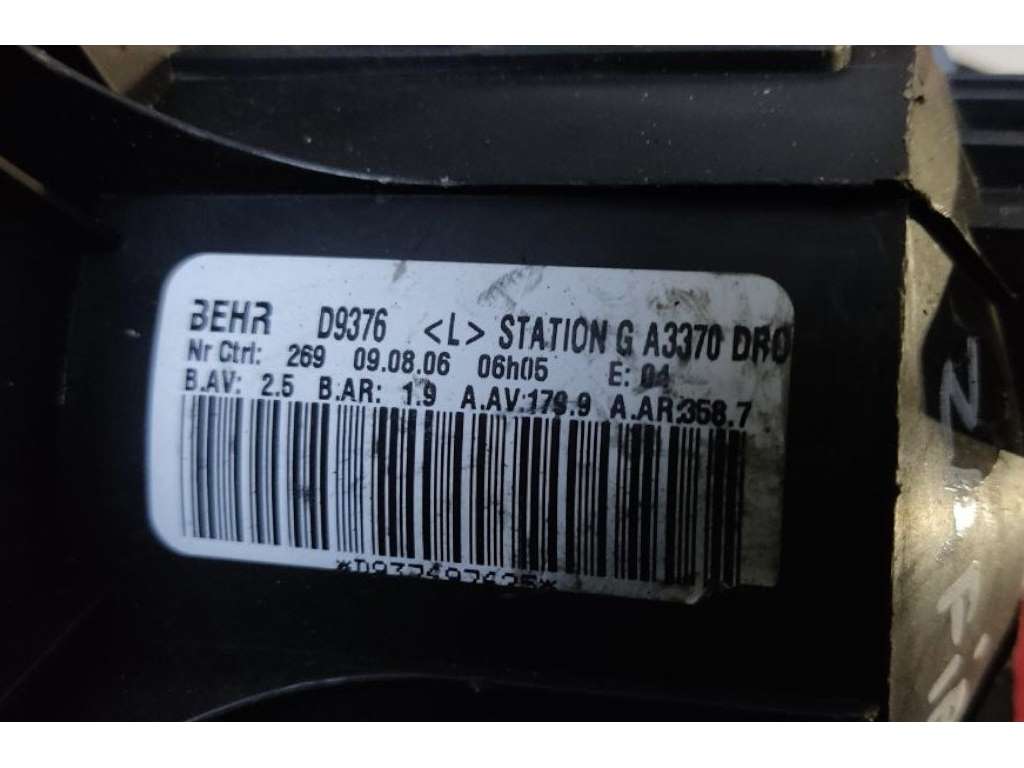 BEHR D9376 <L> STATION G A3370 DRO
Nr Ctrl: 269 09.08.06 06h05 E: 04
B.AV: 2.5 B.AR: 1.9 A.AV:179.9 A.AR:358.7